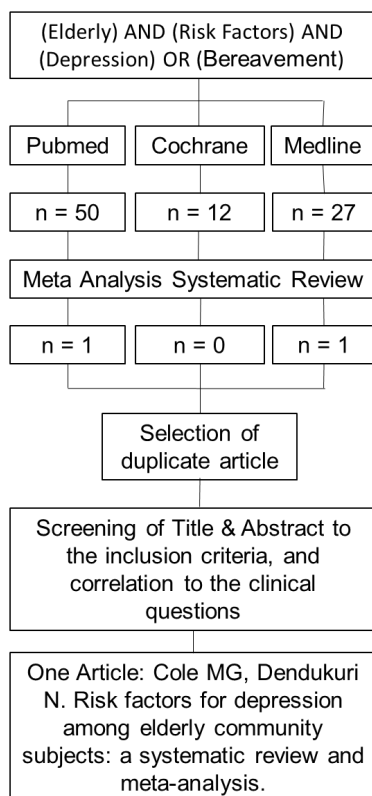 (Elderly) AND (Risk Factors) AND
(Depression) OR (Bereavement)
Pubmed
Cochrane
Medline
n = 50
n = 12
n = 27
Meta Analysis Systematic Review
n = 1
n = 0
n = 1
Selection of
duplicate article
Screening of Title & Abstract to
the inclusion criteria, and
correlation to the clinical
questions
One Article: Cole MG, Dendukuri
N. Risk factors for depression
among elderly community
subjects: a systematic review and
meta-analysis.